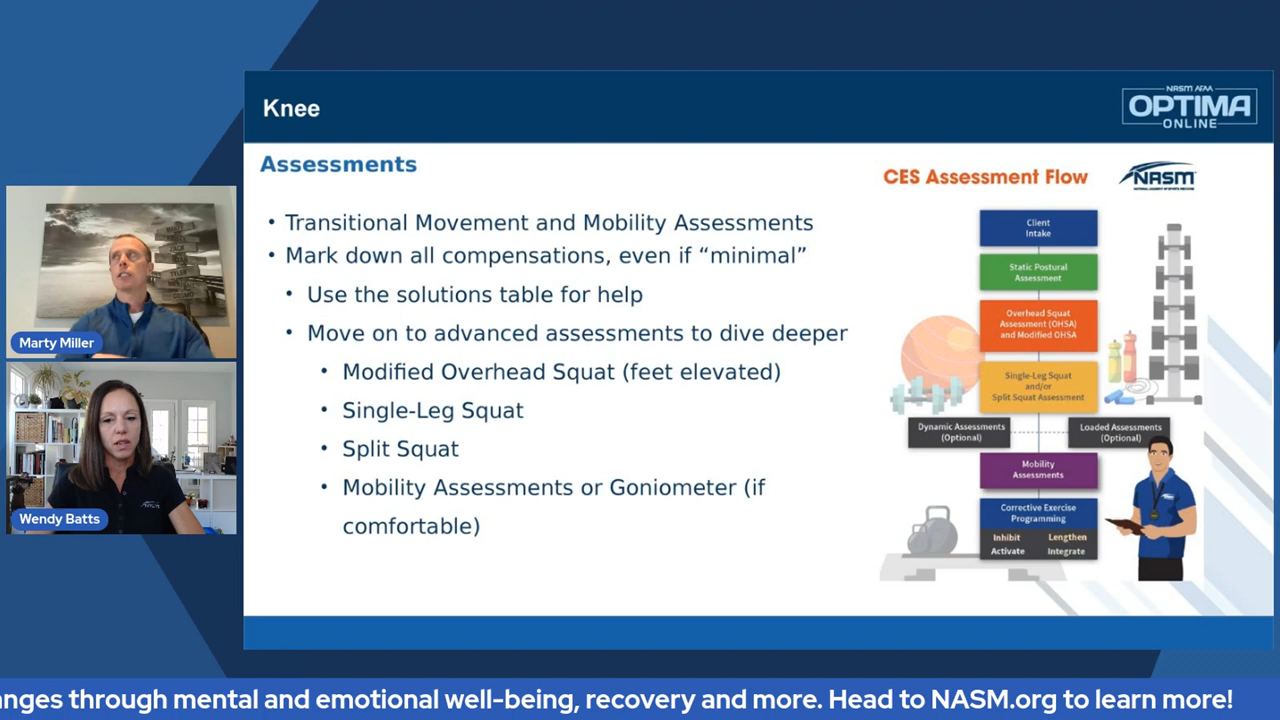 Knee
NASM AFAA
OPTIMA
ONLINE
Assessments
• Transitional Movement and Mobility Assessments
• Mark down all compensations, even if “minimal”
• Use the solutions table for help
• Move on to advanced assessments to dive deeper
• Modified Overhead Squat (feet elevated)
• Single-Leg Squat
• Split Squat
• Mobility Assessments or Goniometer (if
comfortable)
CES Assessment Flow
NASM
Client
Intake
Static Postural
Assessment
Overhead Squat
Assessment (OHSA)
and Modified OHSA
Single-Leg Squat
and/or
Split Squat Assessment
Dynamic Assessments
(Optional)
Loaded Assessments
(Optional)
Mobility
Assessments
Corrective Exercise
Programming
Inhibit
Lengthen
Activate
Integrate
Marty Miller
Wendy Batts
anges through mental and emotional well-being, recovery and more. Head to NASM.org to learn more!